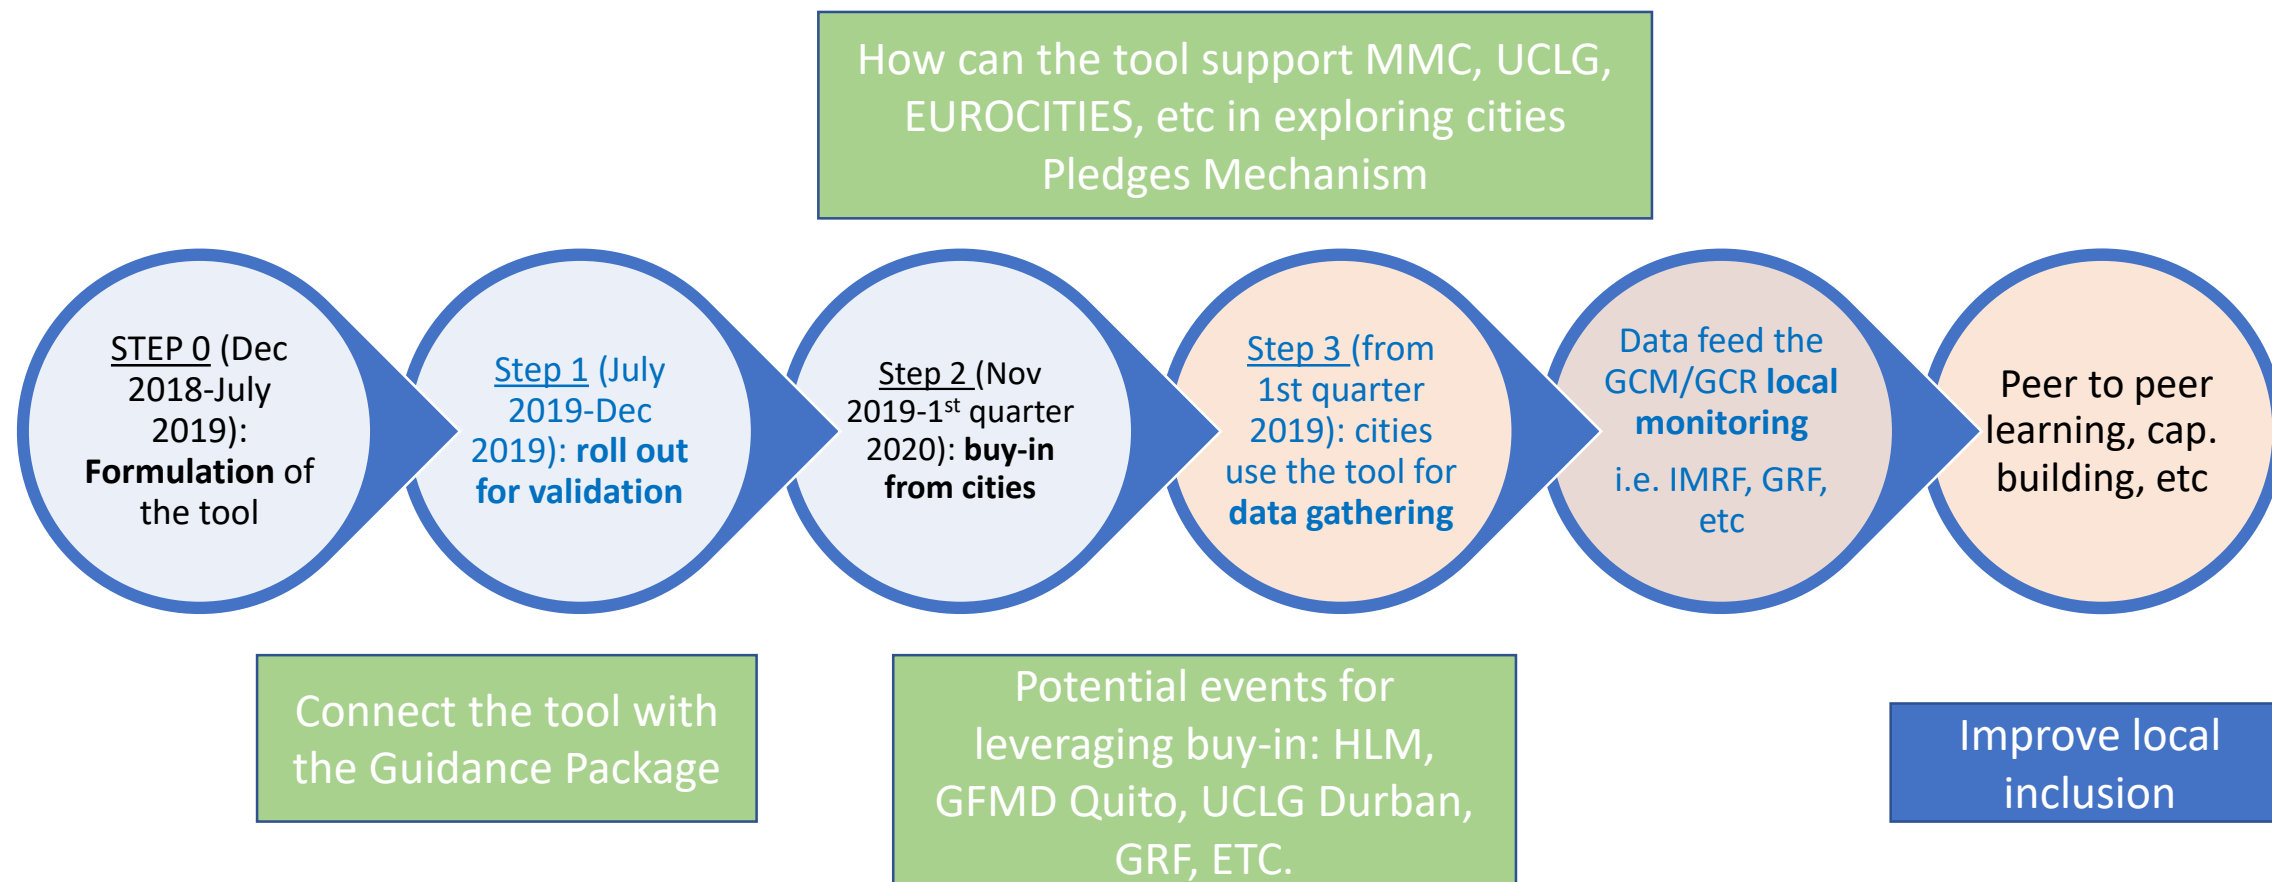 How can the tool support MMC, UCLG,
EUROCITIES, etc in exploring cities
Pledges Mechanism
STEP 0 (Dec
2018-July
2019):
Formulation of
the tool
Step 1 (July
2019-Dec
2019): roll out
for validation
Step 2 (Nov
2019-1st quarter
2020): buy-in
from cities
Step 3 (from
1st quarter
2019): cities
use the tool for
data gathering
Data feed the
GCM/GCR local
monitoring
i.e. IMRF, GRF,
etc
Peer to peer
learning, cap.
building, etc
Connect the tool with
the Guidance Package
Potential events for
leveraging buy-in: HLM,
GFMD Quito, UCLG Durban,
GRF, ETC.
Improve local
inclusion